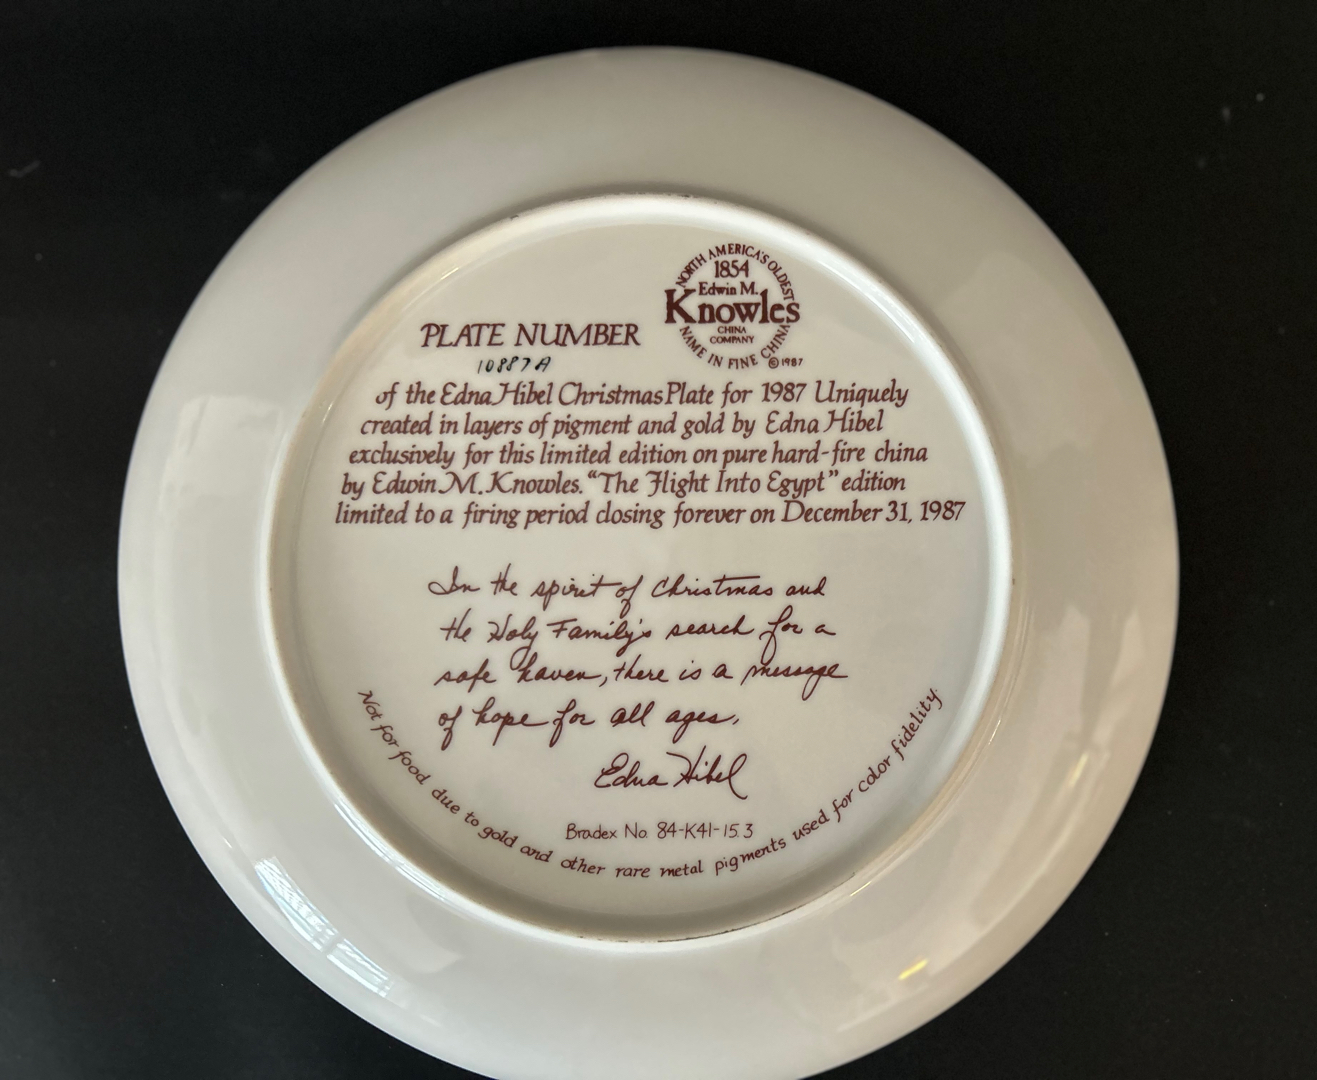 NORTH AMERICA'S OLDEST
1854
Edwin M.
Knowles
CHINA
COMPANY
NAME IN FINE CHINA
©1987
PLATE NUMBER
10887A
of the Edna Hibel Christmas Plate for 1987 Uniquely
created in layers of pigment and gold by Edna Hibel
exclusively for this limited edition on pure hard-fire china
by Edwin M. Knowles. “The Flight Into Egypt” edition
limited to a firing period closing forever on December 31, 1987
In the spirit of Christmas and
the Holy Family's search for a
safe haven, there is a message
of hope for all ages.
Edna Hibel
Bradex No. 84-K41-15.3
Not for food due to gold and other rare metal pigments used for color fidelity.